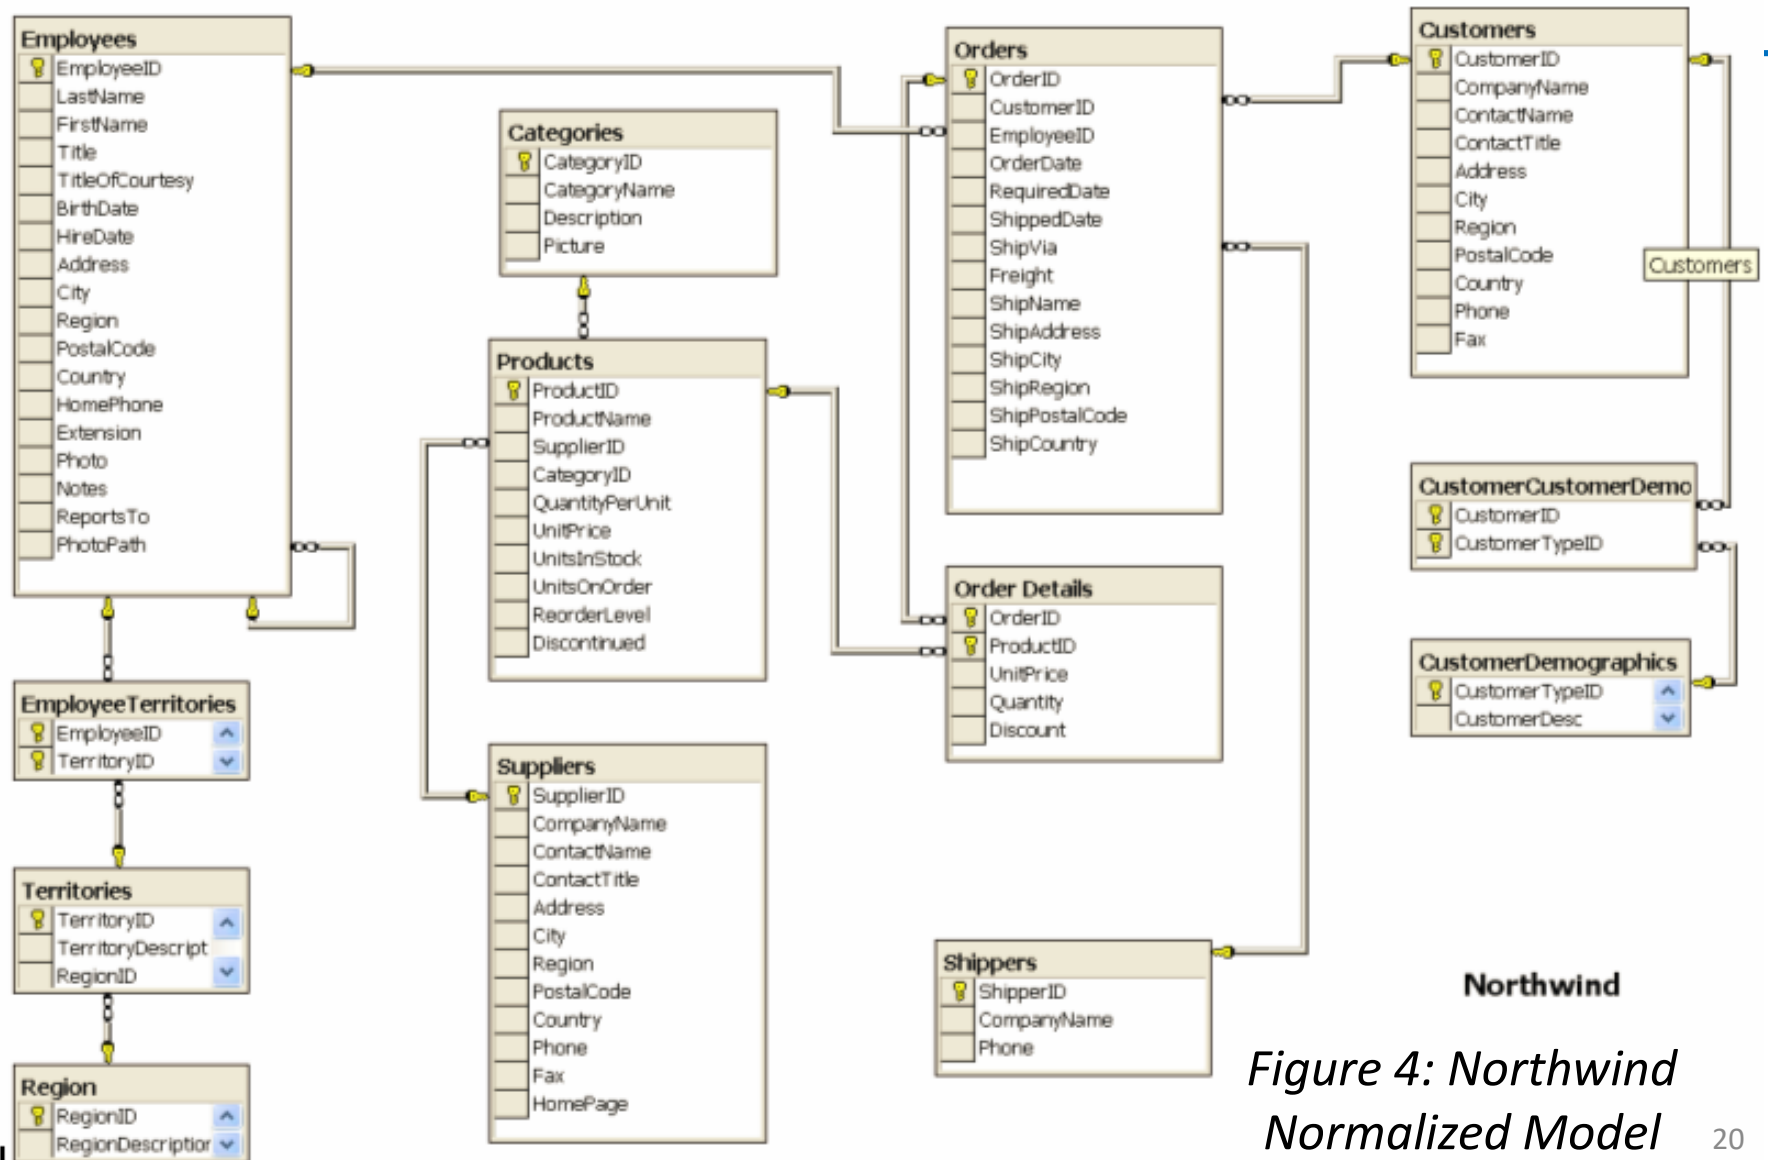 Employees
EmployeeID
LastName
FirstName
Title
TitleOfCourtesy
BirthDate
HireDate
Address
City
Region
PostalCode
Country
HomePhone
Extension
Photo
Notes
ReportsTo
PhotoPath
EmployeeTerritories
EmployeeID
TerritoryID
Territories
TerritoryID
TerritoryDescript
RegionID
Region
RegionID
RegionDescription
Categories
CategoryID
CategoryName
Description
Picture
Products
ProductID
ProductName
SupplierID
CategoryID
QuantityPerUnit
UnitPrice
UnitsInStock
UnitsOnOrder
ReorderLevel
Discontinued
Suppliers
SupplierID
CompanyName
ContactName
ContactTitle
Address
City
Region
PostalCode
Country
Phone
Fax
HomePage
Orders
OrderID
CustomerID
EmployeeID
OrderDate
RequiredDate
ShippedDate
ShipVia
Freight
ShipName
ShipAddress
ShipCity
ShipRegion
ShipPostalCode
ShipCountry
Order Details
OrderID
ProductID
UnitPrice
Quantity
Discount
Shippers
ShipperID
CompanyName
Phone
Customers
CustomerID
CompanyName
ContactName
ContactTitle
Address
City
Region
PostalCode
Country
Phone
Fax
Customers
CustomerCustomerDemo
CustomerID
CustomerTypeID
CustomerDemographics
CustomerTypeID
CustomerDesc
Northwind
Figure 4: Northwind
Normalized Model
20